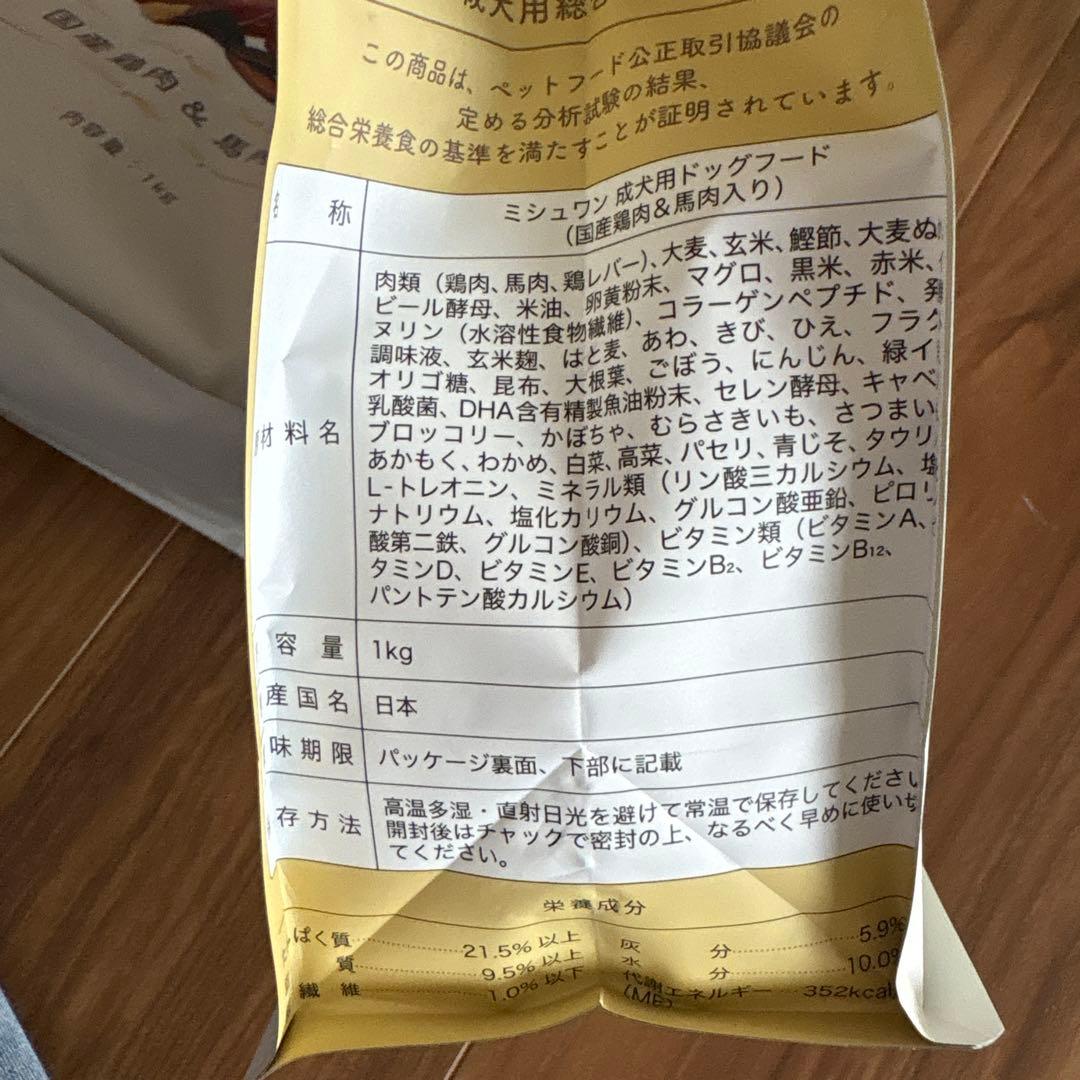 国産鶏肉 & 馬肉
内容量：1kg
成犬用総合
この商品は、ペットフード公正取引協議会の
定める分析試験の結果、
総合栄養食の基準を満たすことが証明されています。
名 称
ミシュワン 成犬用ドッグフード
（国産鶏肉＆馬肉入り）
材料名
肉類（鶏肉、馬肉、鶏レバー）、大麦、玄米、鰹節、大麦ぬ
ビール酵母、米油、卵黄粉末、マグロ、黒米、赤米、
ヌリン（水溶性食物繊維）、コラーゲンペプチド、発
調味液、玄米麹、はと麦、あわ、きび、ひえ、フラク
オリゴ糖、昆布、大根葉、ごぼう、にんじん、緑イ
乳酸菌、DHA含有精製魚油粉末、セレン酵母、キャベ
ブロッコリー、かぼちゃ、むらさきいも、さつまい
あかもく、わかめ、白菜、高菜、パセリ、青じそ、タウリ
L-トレオニン、ミネラル類（リン酸三カルシウム、塩
ナトリウム、塩化カリウム、グルコン酸亜鉛、ピロリ
酸第二鉄、グルコン酸銅）、ビタミン類（ビタミンA、
タミンD、ビタミンE、ビタミンB2、ビタミンB12、
パントテン酸カルシウム）
容量 1kg
産国名 日本
味期限 パッケージ裏面、下部に記載
存方法
高温多湿・直射日光を避けて常温で保存してくださ
開封後はチャックで密封の上、なるべく早めに使い
てください。
栄養成分
ぱく質 21.5%以上 灰分 5.9%
質 9.5%以上 水分 10.0%
繊維 1.0%以下 代謝エネルギー 352kcal/
（ME）